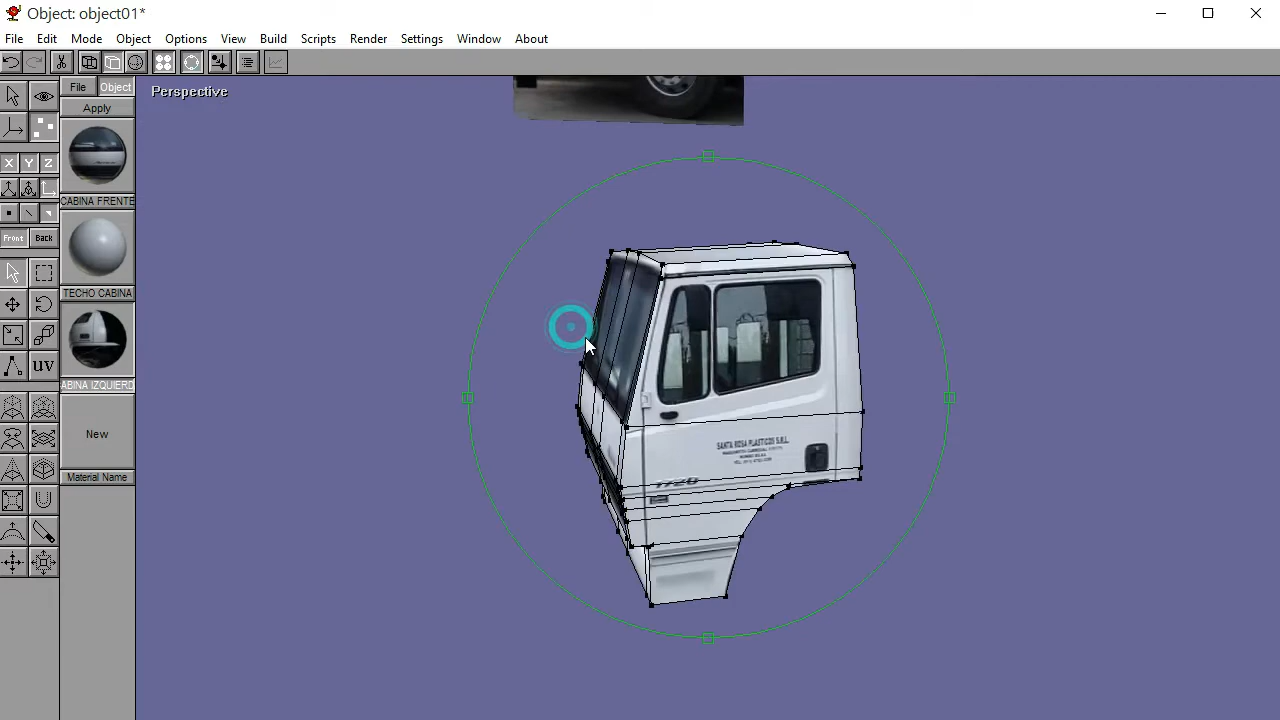 Object: object01*
File Edit Mode Object Options View Build Scripts Render Settings Window About
File Object
Apply
Perspective
X Y Z
CABINA FRENTE
Front Back
TECHO CABINA
UV
ABINA IZQUIERD
New
Material Name
SANTA ROSA PLASTICOS S.R.L.
1720